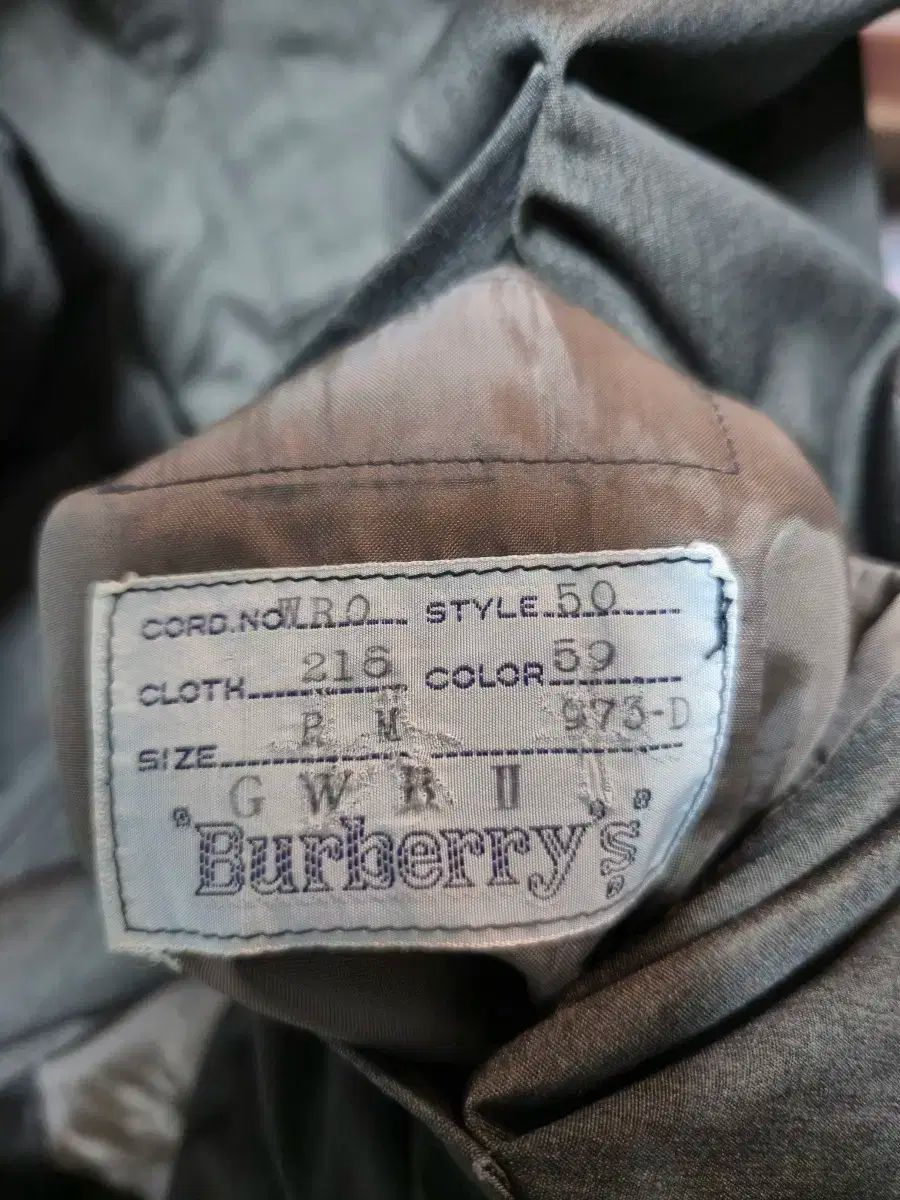 CORD.NO WRO STYLE 50
CLOTH 216 COLOR 59
SIZE P M 973-D
G W R II
"Burberry's"